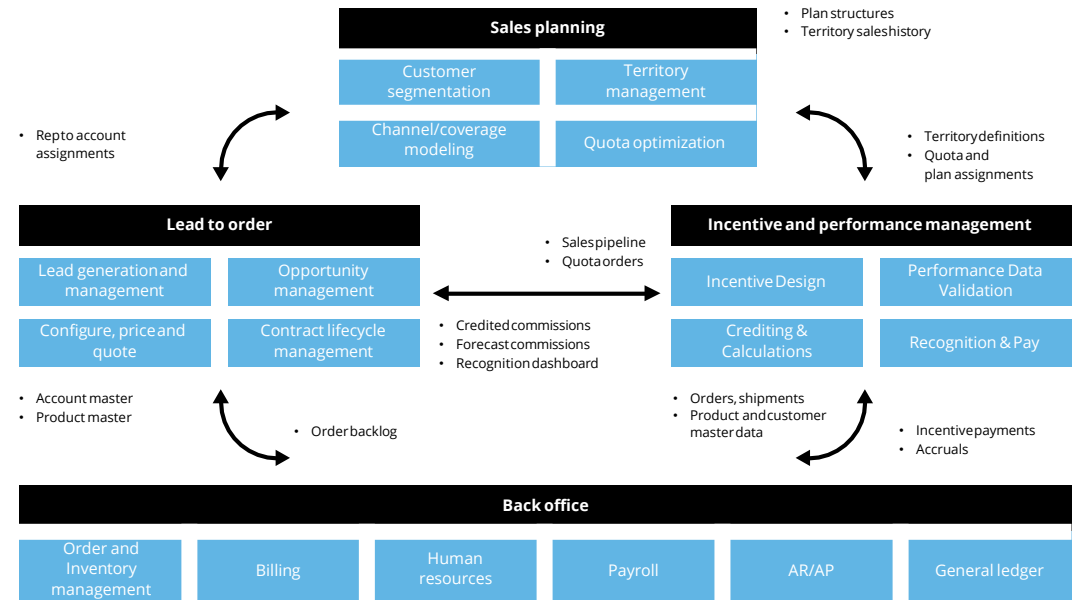 Sales planning
• Plan structures
• Territory sales history
Customer
segmentation
Territory
management
Channel/coverage
modeling
Quota optimization
• Rep to account
assignments
• Territory definitions
• Quota and
plan assignments
Lead to order
Lead generation and
management
Opportunity
management
Configure, price and
quote
Contract lifecycle
management
• Sales pipeline
• Quota orders
• Credited commissions
• Forecast commissions
• Recognition dashboard
Incentive and performance management
Incentive Design
Performance Data
Validation
Crediting &
Calculations
Recognition & Pay
• Account master
• Product master
• Order backlog
• Orders, shipments
• Product and customer
master data
• Incentive payments
• Accruals
Back office
Order and
Inventory
management
Billing
Human
resources
Payroll
AR/AP
General ledger